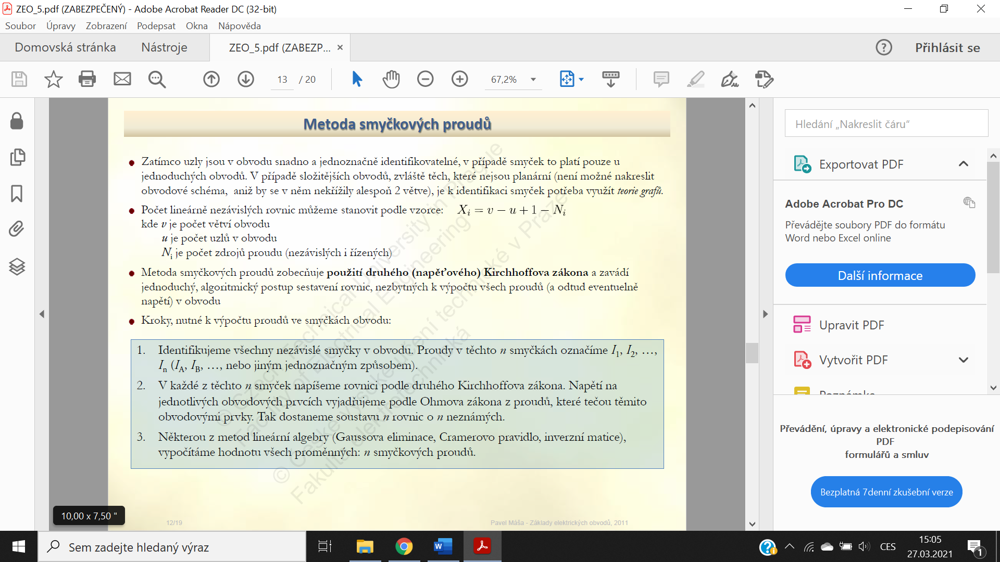 ZEO_5.pdf (ZABEZPEČENÝ) - Adobe Acrobat Reader DC (32-bit)
Soubor Úpravy Zobrazení Podepsat Okna Nápověda
Domovská stránka Nástroje ZEO_5.pdf (ZABEZP... × Přihlásit se
13 / 20 67,2%
Metoda smyčkových proudů
Zatímco uzly jsou v obvodu snadno a jednoznačně identifikovatelné, v případě smyček to platí pouze u
jednoduchých obvodů. V případě složitějších obvodů, zvláště těch, které nejsou planární (není možné nakreslit
obvodové schéma, aniž by se v něm nekřížily alespoň 2 větve), je k identifikaci smyček potřeba využít teorie grafů.
Počet lineárně nezávislých rovnic můžeme stanovit podle vzorce: X_i = v − u + 1 − N_i
kde v je počet větví obvodu
u je počet uzlů v obvodu
N_i je počet zdrojů proudu (nezávislých i řízených)
Metoda smyčkových proudů zobecňuje použití druhého (napěťového) Kirchhoffova zákona a zavádí
jednoduchý, algoritmický postup sestavení rovnic, nezbytných k výpočtu všech proudů (a odtud eventuelně
napětí) v obvodu
Kroky, nutné k výpočtu proudů ve smyčkách obvodu:
1. Identifikujeme všechny nezávislé smyčky v obvodu. Proudy v těchto n smyčkách označíme I_1, I_2, …,
I_n (I_A, I_B, …, nebo jiným jednoznačným způsobem).
2. V každé z těchto n smyček napíšeme rovnici podle druhého Kirchhoffova zákona. Napětí na
jednotlivých obvodových prvcích vyjadřujeme podle Ohmova zákona z proudů, které tečou těmito
obvodovými prvky. Tak dostaneme soustavu n rovnic o n neznámých.
3. Některou z metod lineární algebry (Gaussova eliminace, Cramerovo pravidlo, inverzní matice),
vypočítáme hodnotu všech proměnných: n smyčkových proudů.
© Czech Technical University in Prague
Faculty of Electrical Engineering
© České vysoké učení technické v Praze
Fakulta elektrotechnická
12/19 Pavel Máša - Základy elektrických obvodů, 2011
10,00 x 7,50 "
Hledání „Nakreslit čáru“
Exportovat PDF
Adobe Acrobat Pro DC
Převádějte soubory PDF do formátu
Word nebo Excel online
Další informace
Upravit PDF
Vytvořit PDF
Poznámka
Převádění, úpravy a elektronické podepisování
PDF
formulářů a smluv
Bezplatná 7denní zkušební verze
Sem zadejte hledaný výraz
CES
15:05
27.03.2021
1